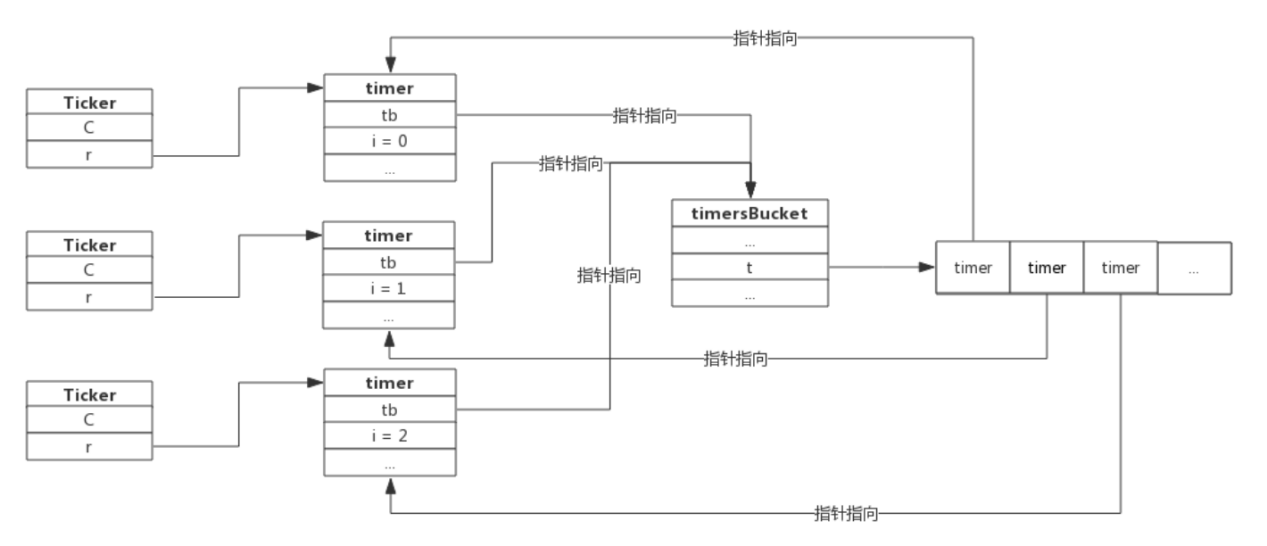 指针指向
Ticker
C
r
timer
tb
i = 0
...
指针指向
指针指向
Ticker
C
r
timer
tb
i = 1
...
指针指向
timersBucket
...
t
...
timer
timer
timer
...
指针指向
Ticker
C
r
timer
tb
i = 2
...
指针指向